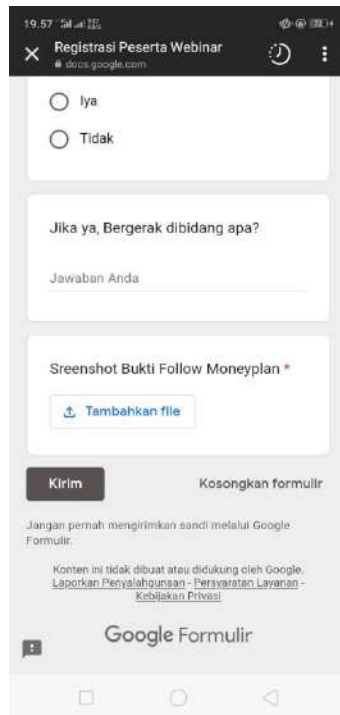 19.57
Registrasi Peserta Webinar
docs.google.com
Iya
Tidak
Jika ya, Bergerak dibidang apa?
Jawaban Anda
Sreenshot Bukti Follow Moneyplan *
Tambahkan file
Kirim
Kosongkan formulir
Jangan pernah mengirimkan sandi melalui Google
Formulir.
Konten ini tidak dibuat atau didukung oleh Google.
Laporkan Penyalahgunaan - Persyaratan Layanan -
Kebijakan Privasi
Google Formulir